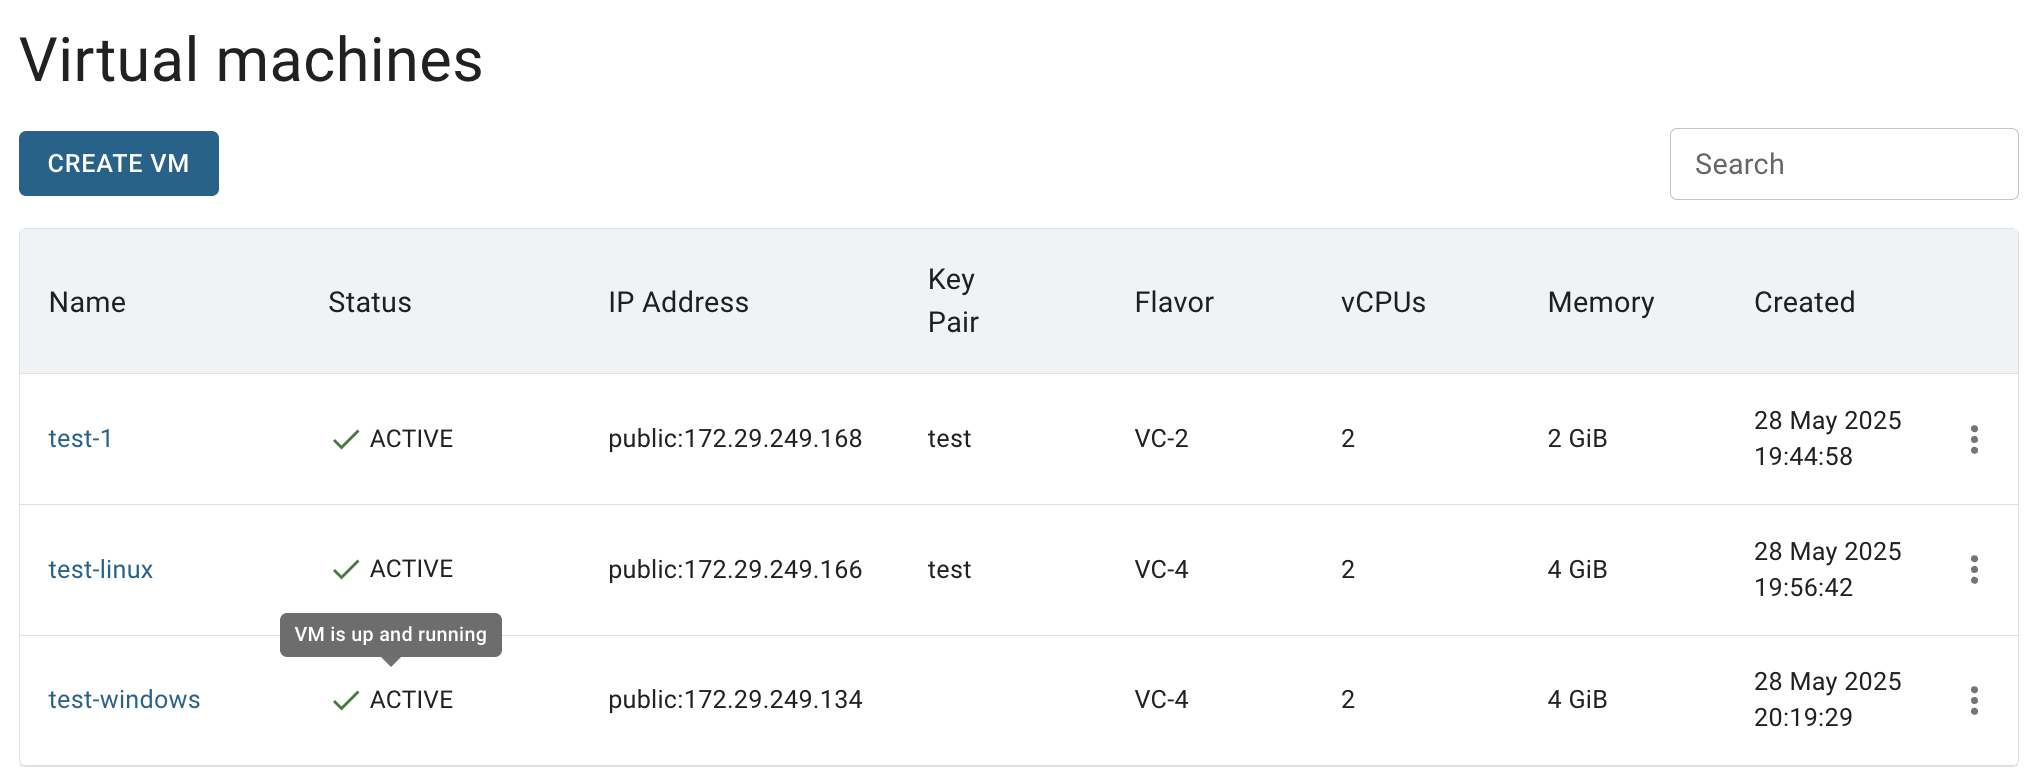 Virtual machines
CREATE VM
Search
Name Status IP Address Key Pair Flavor vCPUs Memory Created
test-1 ACTIVE public:172.29.249.168 test VC-2 2 2 GiB 28 May 2025 19:44:58
test-linux ACTIVE public:172.29.249.166 test VC-4 2 4 GiB 28 May 2025 19:56:42
VM is up and running
test-windows ACTIVE public:172.29.249.134 VC-4 2 4 GiB 28 May 2025 20:19:29